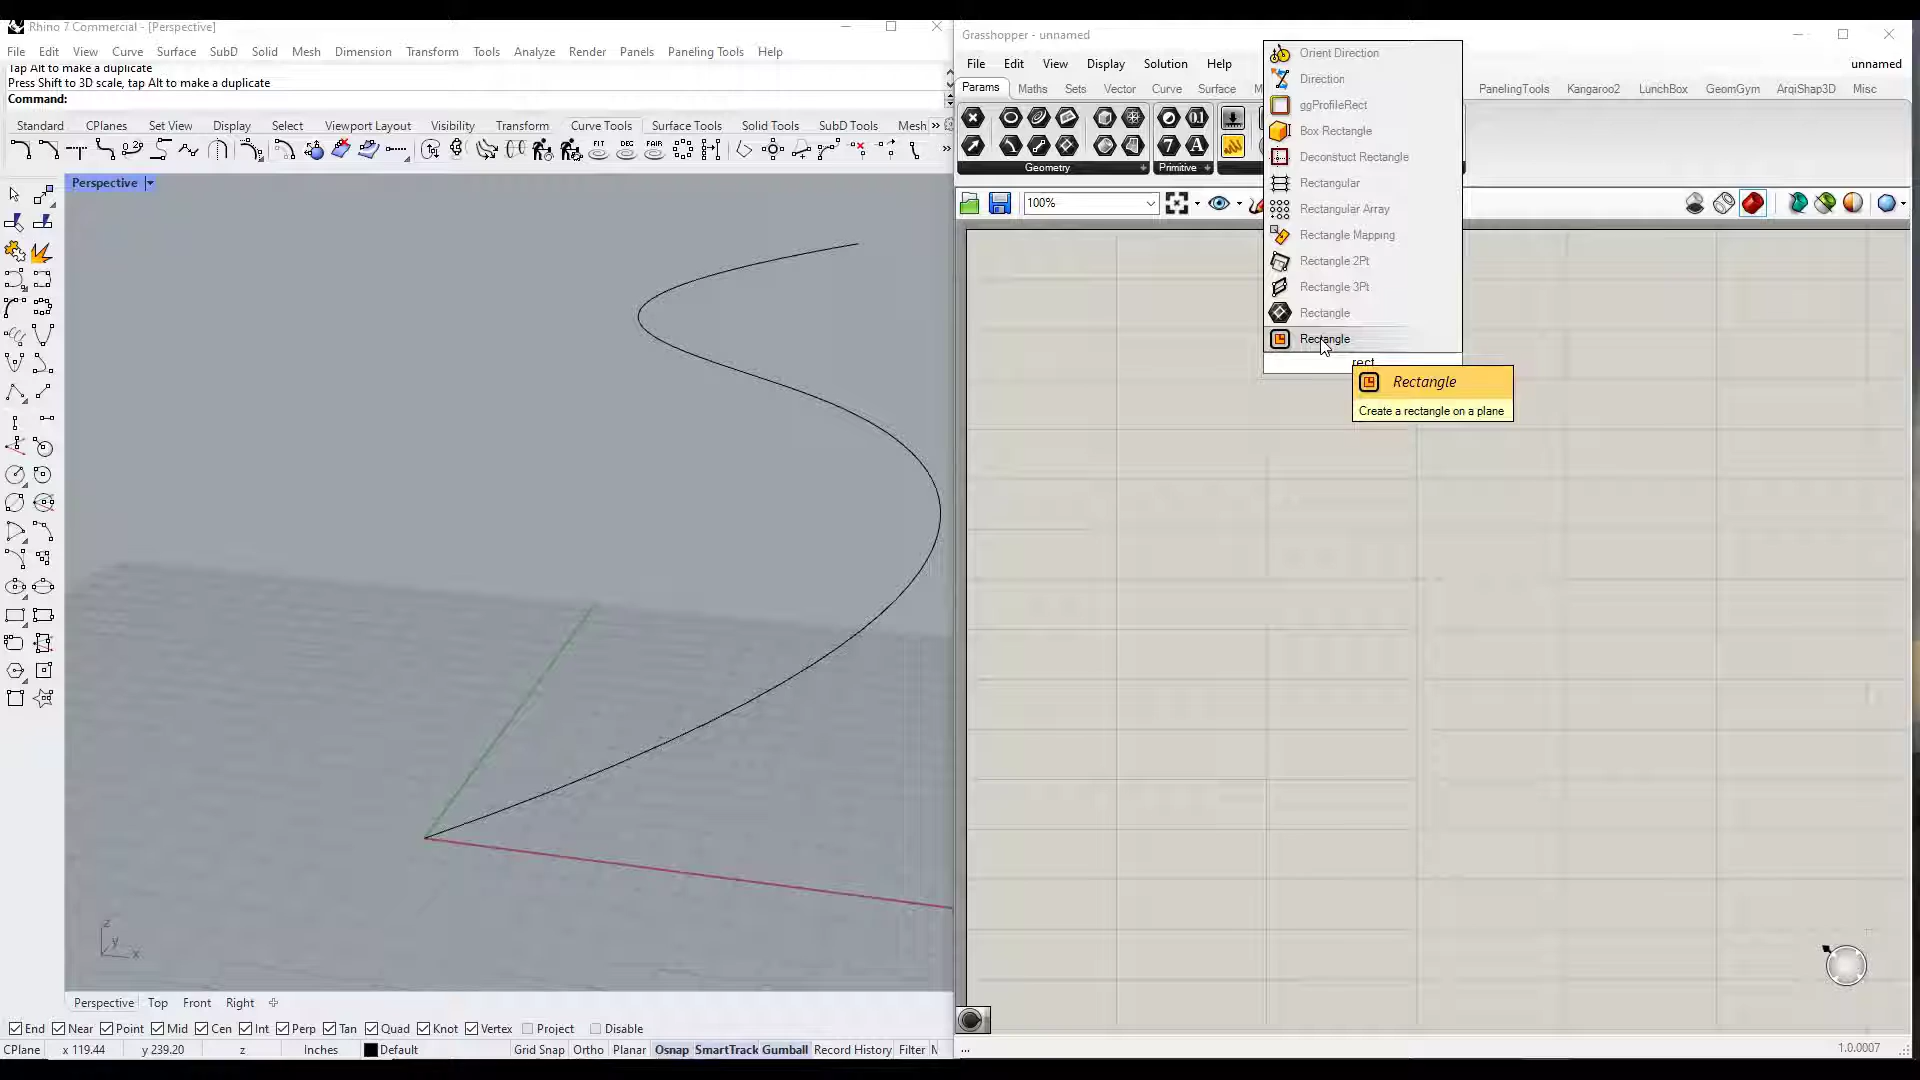 Rhino 7 Commercial - [Perspective]
File Edit View Curve Surface SubD Solid Mesh Dimension Transform Tools Analyze Render Panels Paneling Tools Help
Tap Alt to make a duplicate
Press Shift to 3D scale, tap Alt to make a duplicate
Command:
Standard CPlanes Set View Display Select Viewport Layout Visibility Transform Curve Tools Surface Tools Solid Tools SubD Tools Mesh »
FIT DEG FAIR »
Perspective
z
y
x
Perspective Top Front Right
End Near Point Mid Cen Int Perp Tan Quad Knot Vertex Project Disable
CPlane x 119.44 y 239.20 z Inches Default Grid Snap Ortho Planar Osnap SmartTrack Gumball Record History Filter
Grasshopper - unnamed
File Edit View Display Solution Help unnamed
Params Maths Sets Vector Curve Surface PanelingTools Kangaroo2 LunchBox GeomGym ArqiShap3D Misc
Geometry Primitive
100%
Orient Direction
Direction
ggProfileRect
Box Rectangle
Deconstuct Rectangle
Rectangular
Rectangular Array
Rectangle Mapping
Rectangle 2Pt
Rectangle 3Pt
Rectangle
Rectangle
rect
Rectangle
Create a rectangle on a plane
...
1.0.0007